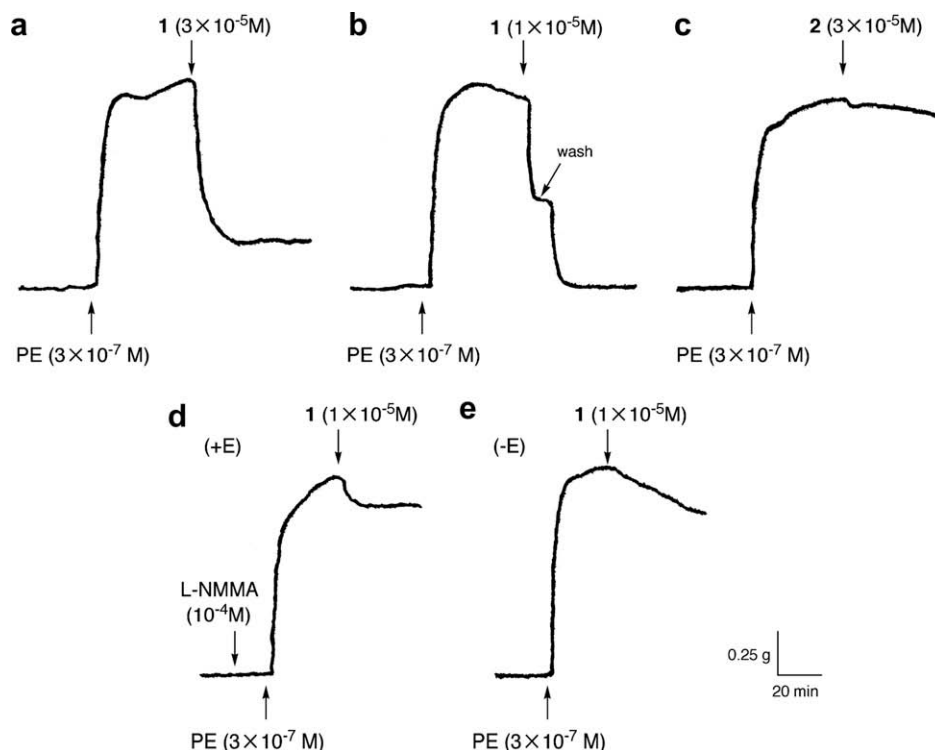 a
1 (3×10⁻⁵M)
PE (3×10⁻⁷ M)
b
1 (1×10⁻⁵M)
wash
PE (3×10⁻⁷ M)
c
2 (3×10⁻⁵M)
PE (3×10⁻⁷ M)
d
(+E)
1 (1×10⁻⁵M)
L-NMMA
(10⁻⁴M)
PE (3×10⁻⁷ M)
e
(-E)
1 (1×10⁻⁵M)
PE (3×10⁻⁷ M)
0.25 g
20 min